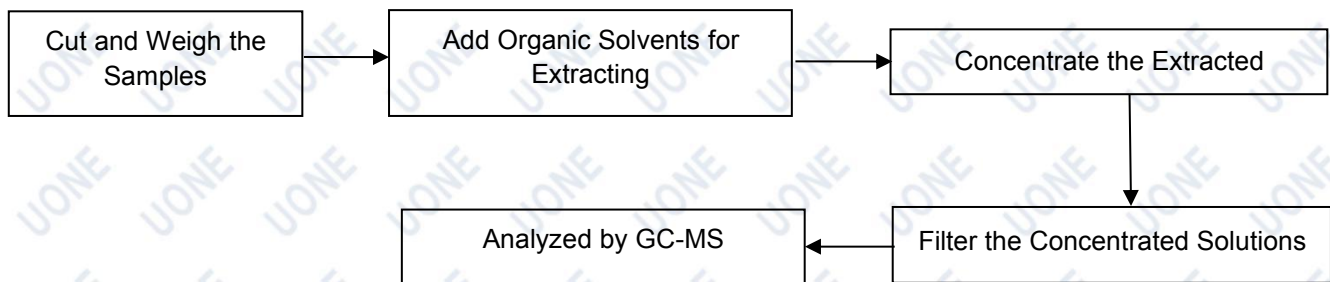 Cut and Weigh the
Samples
Add Organic Solvents for
Extracting
Concentrate the Extracted
Filter the Concentrated Solutions
Analyzed by GC-MS
UONE